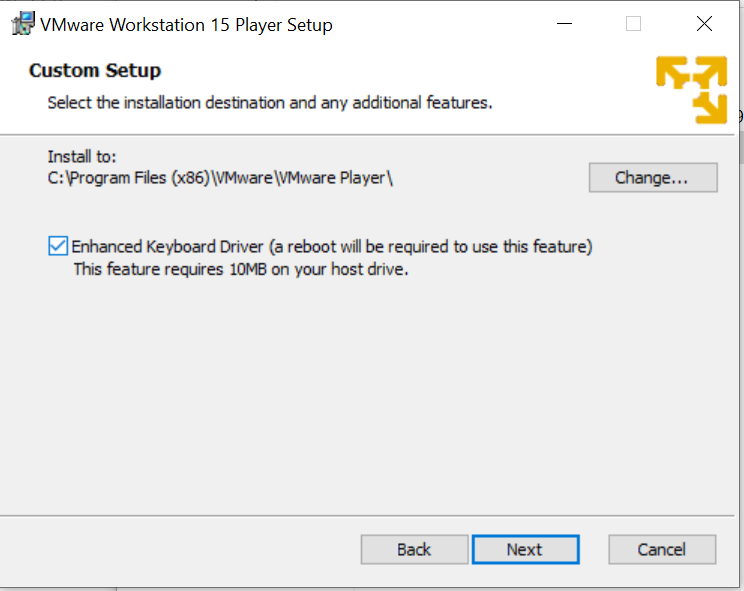 VMware Workstation 15 Player Setup
Custom Setup
Select the installation destination and any additional features.
9
Install to:
C:\Program Files (x86)\VMware\VMware Player\
Change...
Enhanced Keyboard Driver (a reboot will be required to use this feature)
This feature requires 10MB on your host drive.
Back
Next
Cancel